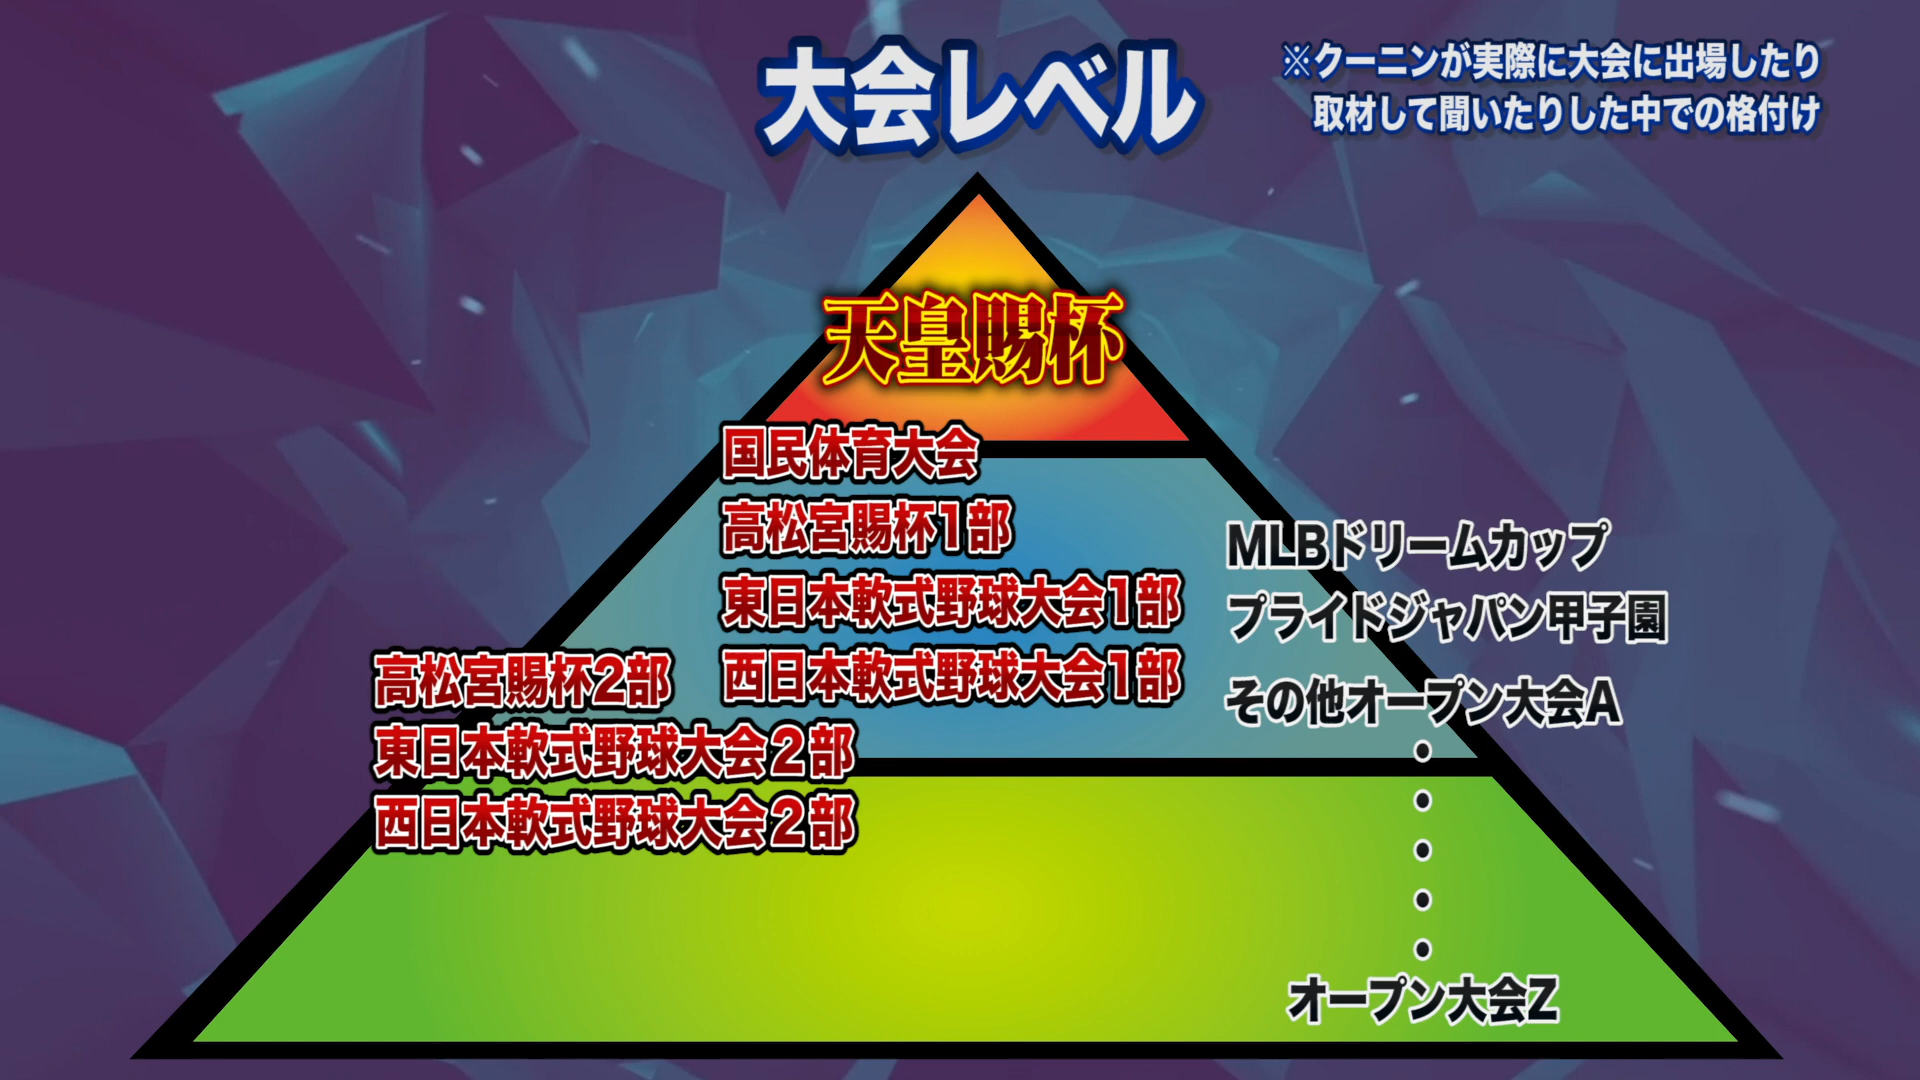 大会レベル
※クーニンが実際に大会に出場したり
取材して聞いたりした中での格付け
天皇賜杯
国民体育大会
高松宮賜杯1部
東日本軟式野球大会1部
西日本軟式野球大会1部
MLBドリームカップ
プライドジャパン甲子園
その他オープン大会A
・
・
・
・
・
オープン大会Z
高松宮賜杯2部
東日本軟式野球大会２部
西日本軟式野球大会２部